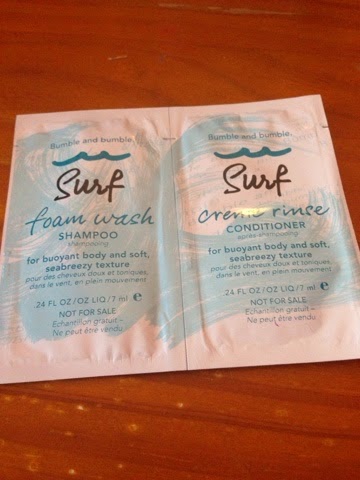 Bumble and bumble.
Surf
foam wash
SHAMPOO
shampooing
for buoyant body and soft,
seabreezy texture
pour des cheveux doux et toniques,
dans le vent, en plein mouvement
.24 FL OZ/OZ LIQ/7 ml e
NOT FOR SALE
Echantillon gratuit –
Ne peut être vendu.
Bumble and bumble.
Surf
creme rinse
CONDITIONER
après-shampooing
for buoyant body and soft,
seabreezy texture
pour des cheveux doux et toniques,
dans le vent, en plein mouvement
.24 FL OZ/OZ LIQ/7 ml e
NOT FOR SALE
Echantillon gratuit –
Ne peut être vendu.